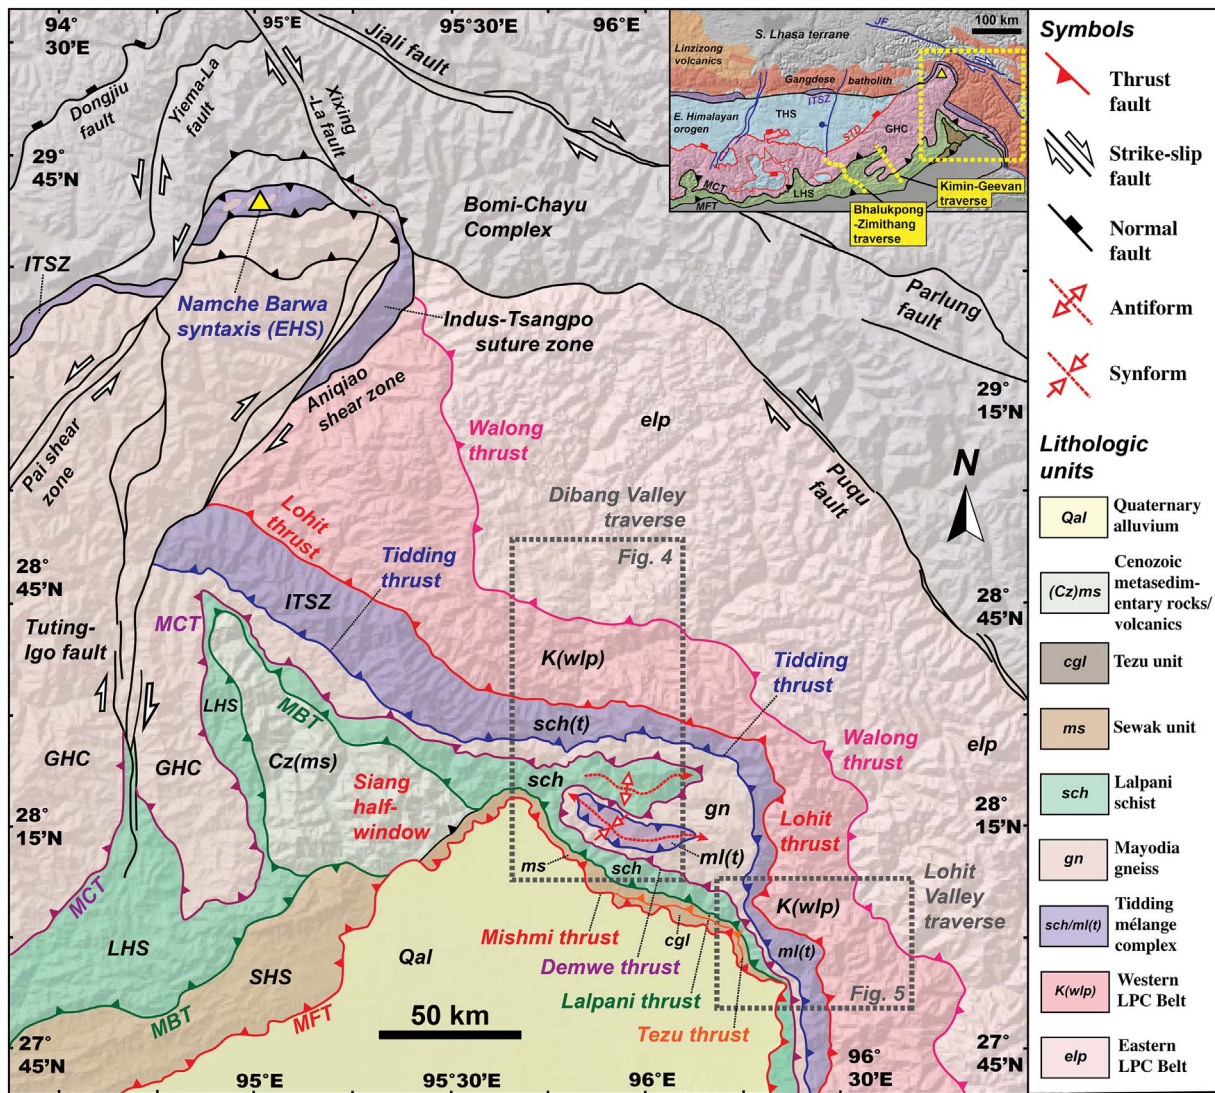 94°
30'E
95°E
95°30'E
96°E
Jiali fault
Dongjiu
fault
Yiema-La
fault
Xixing
-La fault
29°
45'N
Bomi-Chayu
Complex
ITSZ
Namche Barwa
syntaxis (EHS)
Indus-Tsangpo
suture zone
Parlung
fault
Aniqiao
shear zone
Pai shear
zone
Walong
thrust
elp
29°
15'N
Puqu
fault
N
Dibang Valley
traverse
Fig. 4
Lohit
thrust
Tidding
thrust
28°
45'N
ITSZ
28°
45'N
MCT
Tuting-
Igo fault
K(wlp)
Tidding
thrust
LHS
MBT
sch(t)
Walong
thrust
elp
GHC
GHC
Cz(ms)
Siang
half-
window
sch
gn
28°
15'N
Lohit
thrust
28°
15'N
ml(t)
ms
sch
Lohit
Valley
traverse
MCT
K(wlp)
LHS
SHS
Qal
Mishmi thrust
cgl
ml(t)
Demwe thrust
Lalpani thrust
Fig. 5
MBT
MFT
50 km
Tezu thrust
27°
45'N
27°
45'N
95°E
95°30'E
96°E
96°
30'E
100 km
S. Lhasa terrane
JF
Linzizong
volcanics
Gangdese batholith
ITSZ
E. Himalayan
orogen
THS
STD
GHC
MCT
LHS
MFT
Kimin-Geevan
traverse
Bhalukpong
-Zimithang
traverse
Symbols
Thrust
fault
Strike-slip
fault
Normal
fault
Antiform
Synform
Lithologic
units
Qal
Quaternary
alluvium
(Cz)ms
Cenozoic
metasedim-
entary rocks/
volcanics
cgl
Tezu unit
ms
Sewak unit
sch
Lalpani
schist
gn
Mayodia
gneiss
sch/ml(t)
Tidding
mélange
complex
K(wlp)
Western
LPC Belt
elp
Eastern
LPC Belt